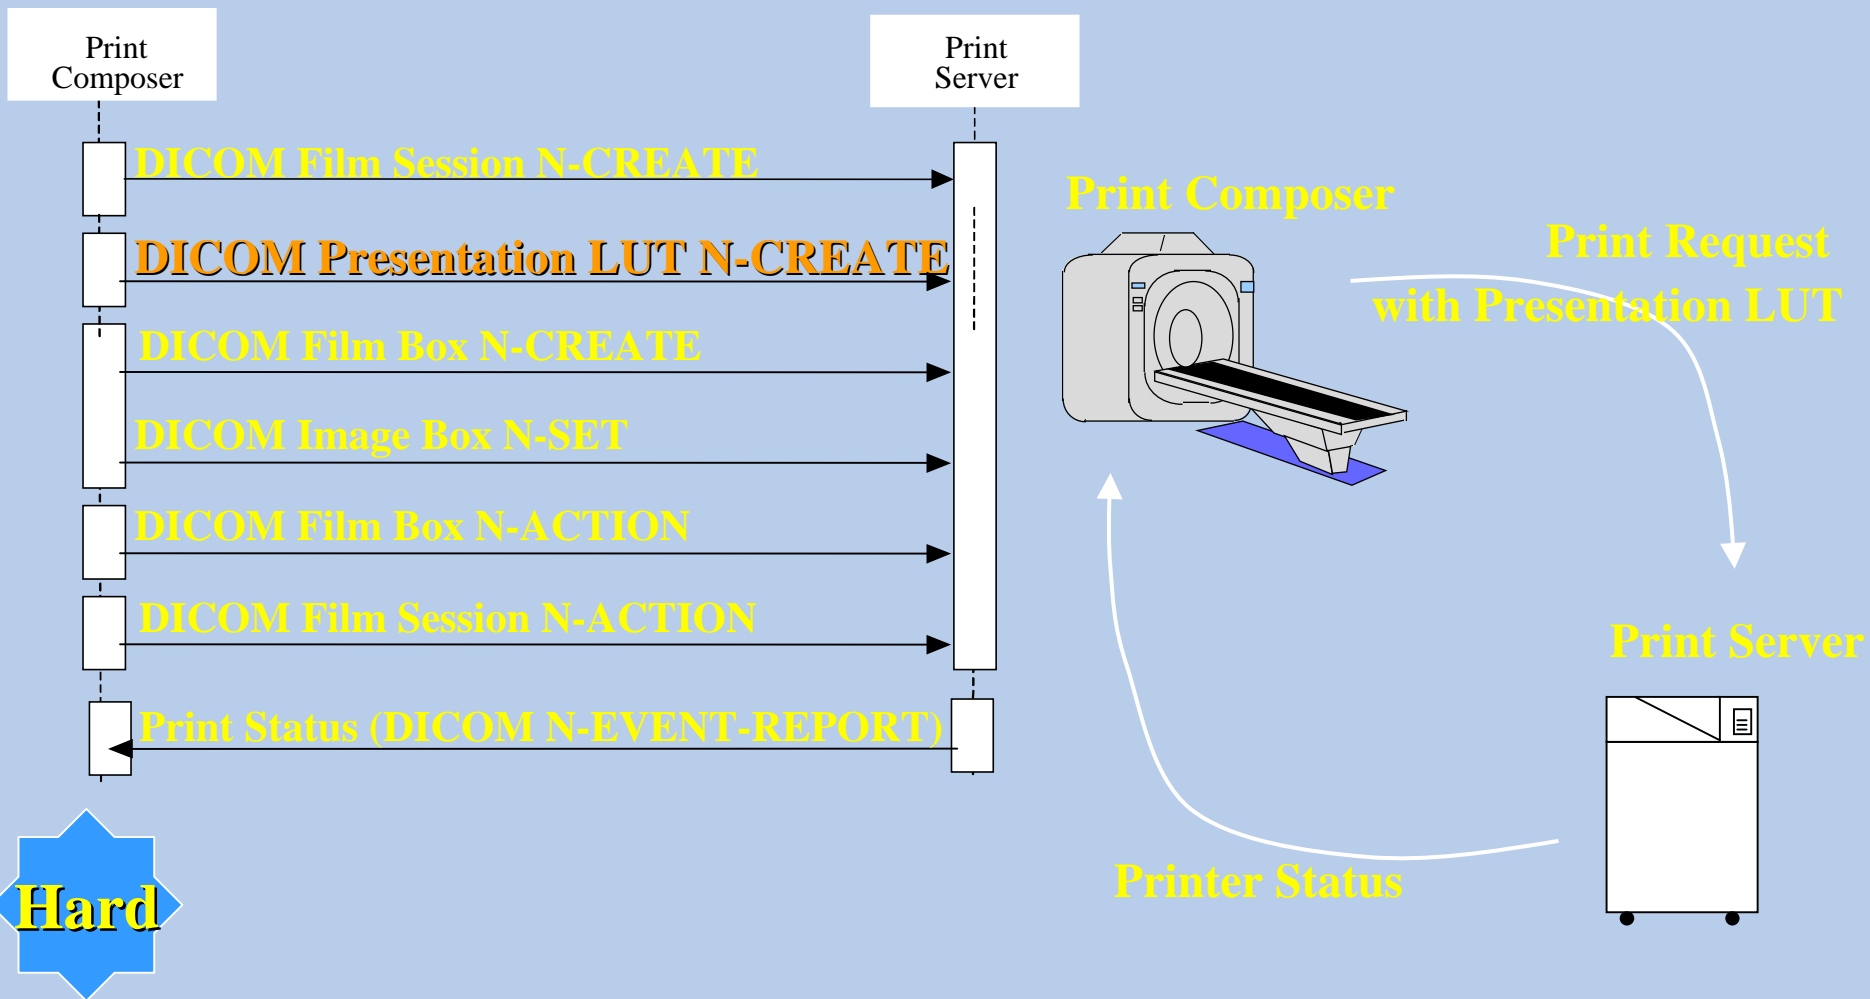 Print
Composer
Print
Server
DICOM Film Session N-CREATE
DICOM Presentation LUT N-CREATE
DICOM Film Box N-CREATE
DICOM Image Box N-SET
DICOM Film Box N-ACTION
DICOM Film Session N-ACTION
Print Status (DICOM N-EVENT-REPORT)
Hard
Print Composer
Print Request
with Presentation LUT
Print Server
Printer Status